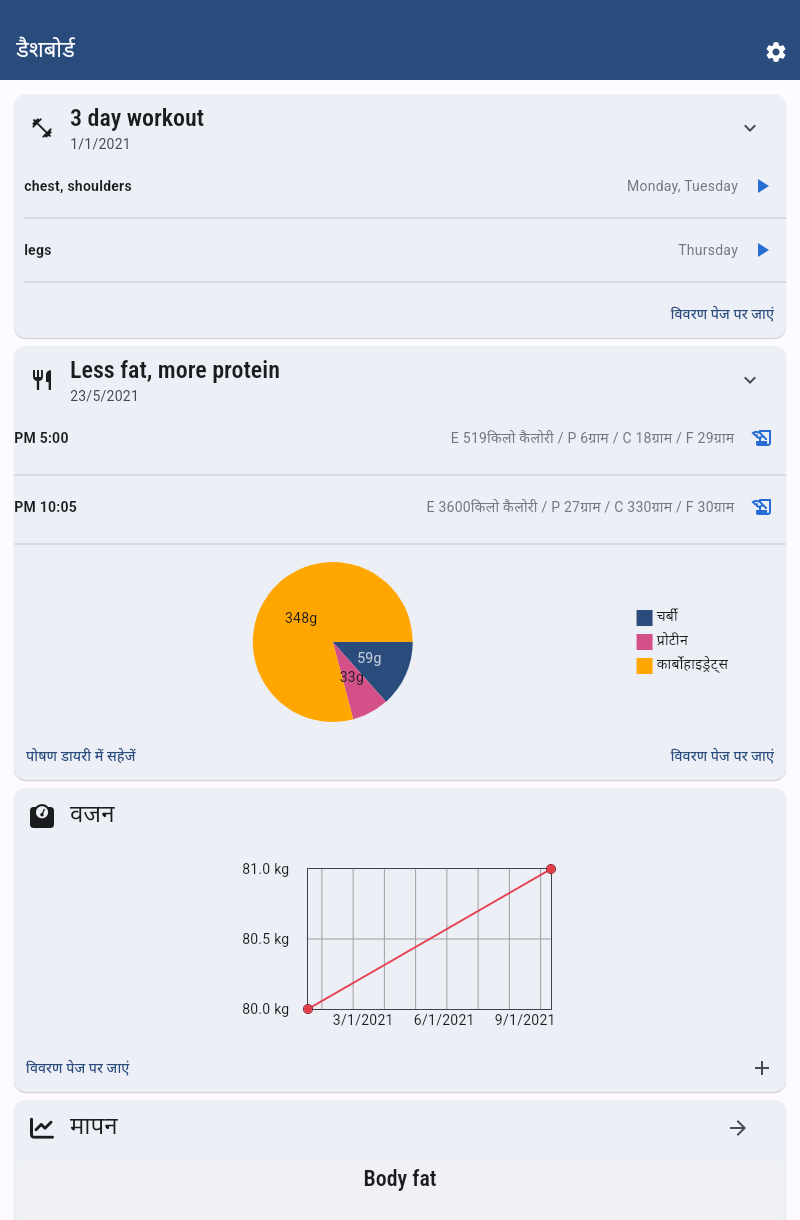 डैशबोर्ड
3 day workout
1/1/2021
chest, shoulders Monday, Tuesday
legs Thursday
विवरण पेज पर जाएं
Less fat, more protein
23/5/2021
PM 5:00 E 519किलो कैलोरी / P 6ग्राम / C 18ग्राम / F 29ग्राम
PM 10:05 E 3600किलो कैलोरी / P 27ग्राम / C 330ग्राम / F 30ग्राम
348g
59g
33g
चर्बी
प्रोटीन
कार्बोहाइड्रेट्स
पोषण डायरी में सहेजें विवरण पेज पर जाएं
वजन
81.0 kg
80.5 kg
80.0 kg
3/1/2021 6/1/2021 9/1/2021
विवरण पेज पर जाएं
मापन
Body fat